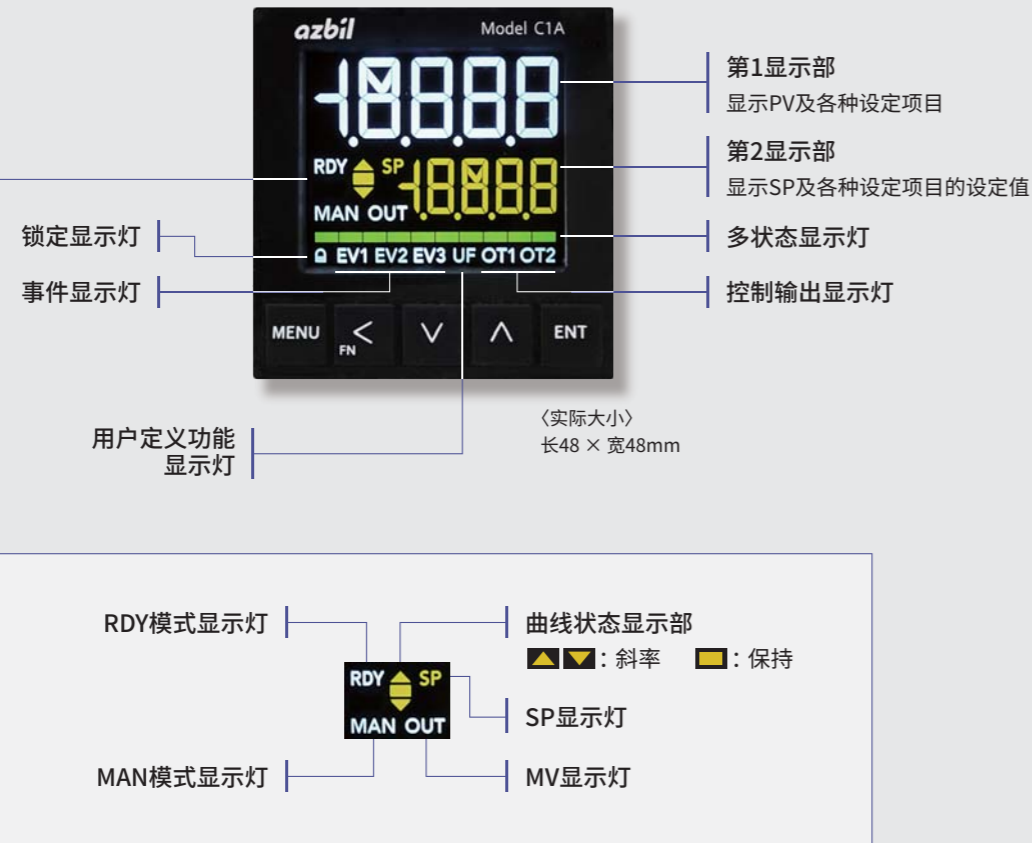 azbil
Model C1A
第1显示部
显示PV及各种设定项目
第2显示部
显示SP及各种设定项目的设定值
RDY SP
MAN OUT
锁定显示灯
多状态显示灯
EV1 EV2 EV3 UF OT1 OT2
事件显示灯
控制输出显示灯
MENU < FN ∨ ∧ ENT
〈实际大小〉
长48 × 宽48mm
用户定义功能
显示灯
RDY模式显示灯
曲线状态显示部
▲▼：斜率 ■：保持
RDY SP
MAN OUT
SP显示灯
MAN模式显示灯
MV显示灯